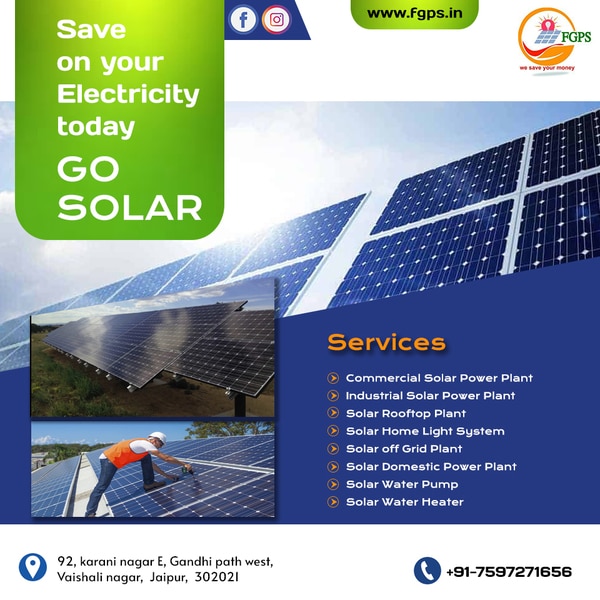 Save
on your
Electricity
today
GO
SOLAR
www.fgps.in
FGPS
we save your money
Services
Commercial Solar Power Plant
Industrial Solar Power Plant
Solar Rooftop Plant
Solar Home Light System
Solar off Grid Plant
Solar Domestic Power Plant
Solar Water Pump
Solar Water Heater
92, karani nagar E, Gandhi path west,
Vaishali nagar, Jaipur, 302021
+91-7597271656